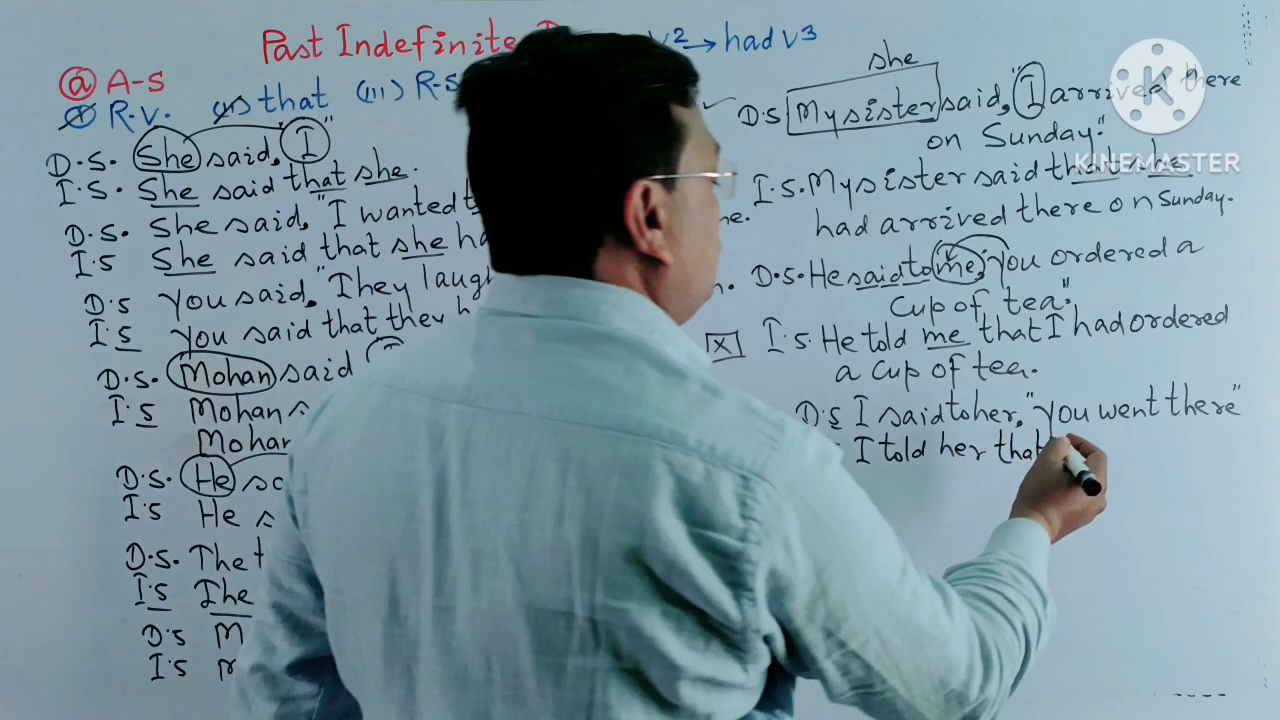 Past Indefinite
v² → had v³
ⓐ A-S
R.V. (ii) that (iii) R-S
D.S. She said, "I"
I.S. She said that she.
D.S. She said, "I wanted
I.S She said that she
D.S You said, "They
I.S You said that they
D.S. Mohan said
I.S Mohan
Mohan
D.S. He
I.S He
D.S. The
I.S The
D.S M
I.S
she
D.S My sister said, "I arrived there
on Sunday."
I.S. My sister said that she
had arrived there on Sunday.
D.S. He said to me, "you ordered a
cup of tea."
X I.S. He told me that I had ordered
a cup of tea.
D.S I said to her, "you went there"
I told her that
K
KINEMASTER